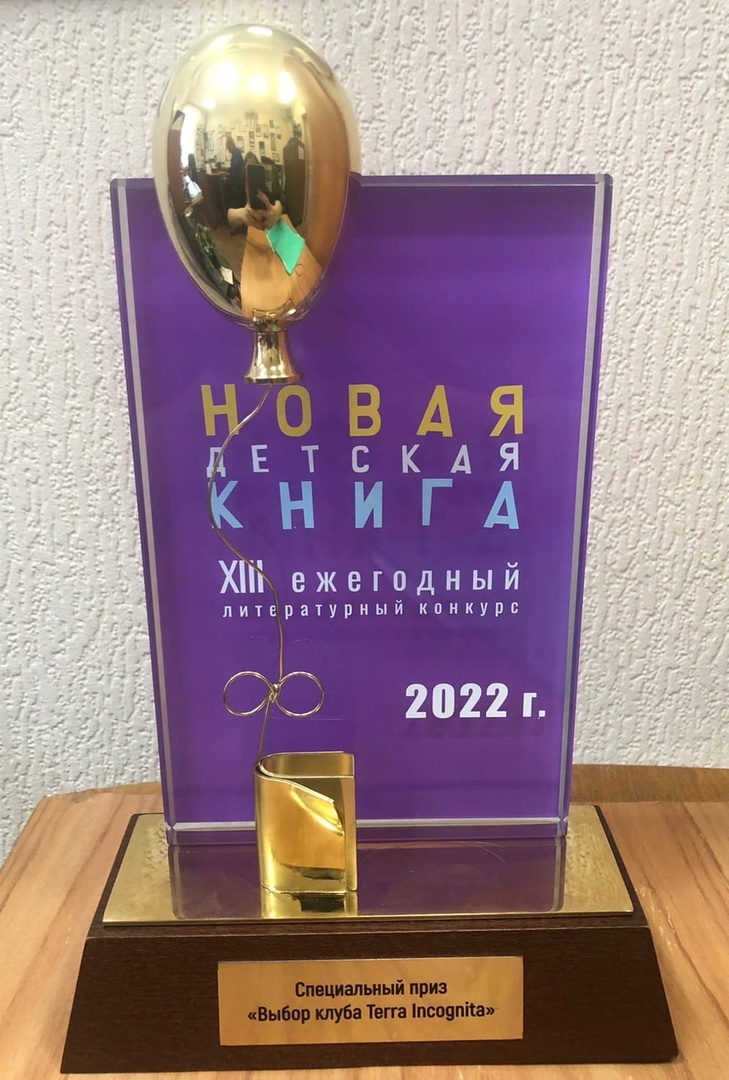 НОВАЯ
ДЕТСКАЯ
КНИГА
XIII ежегодный
литературный конкурс
2022 г.
Специальный приз
«Выбор клуба Terra Incognita»